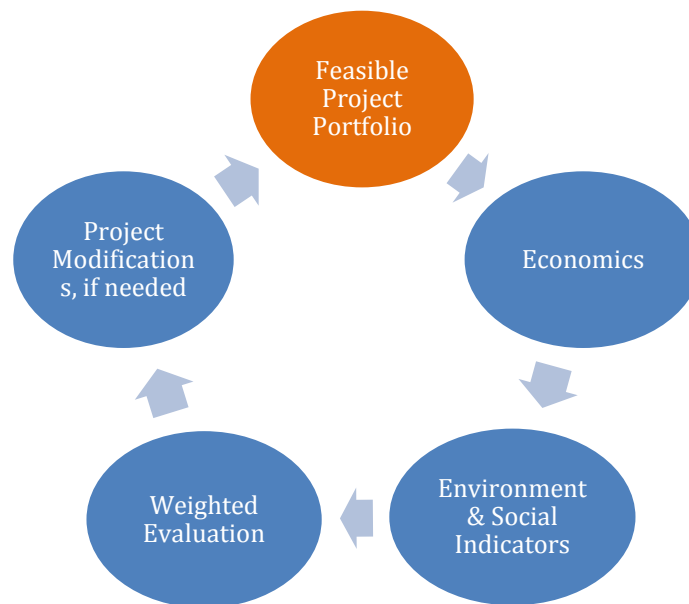 Feasible
Project
Portfolio
Economics
Environment
& Social
Indicators
Weighted
Evaluation
Project
Modification
s, if needed